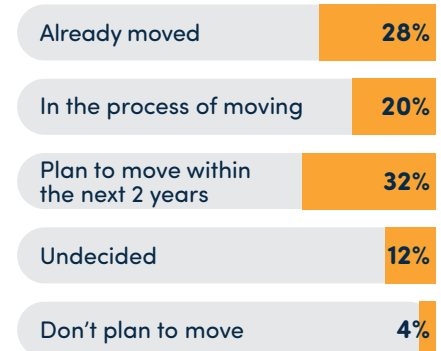 Already moved 28%
In the process of moving 20%
Plan to move within
the next 2 years 32%
Undecided 12%
Don’t plan to move 4%